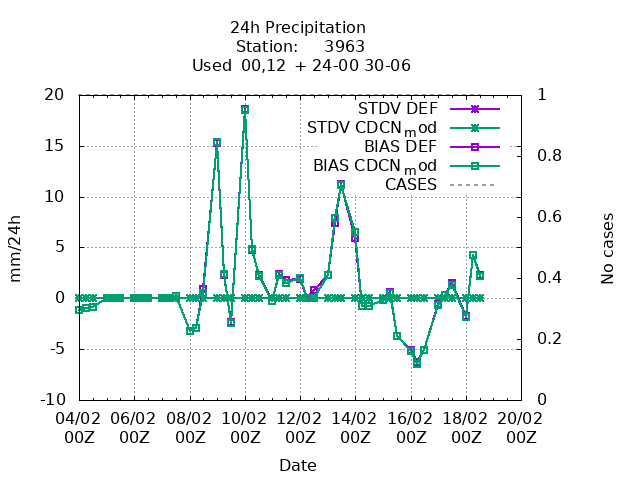 24h Precipitation
Station: 3963
Used 00,12 + 24-00 30-06
STDV DEF
STDV CDCNmod
BIAS DEF
BIAS CDCNmod
CASES
20
15
10
5
0
-5
-10
mm/24h
1
0.8
0.6
0.4
0.2
0
No cases
04/02 06/02 08/02 10/02 12/02 14/02 16/02 18/02 20/02
00Z 00Z 00Z 00Z 00Z 00Z 00Z 00Z 00Z
Date